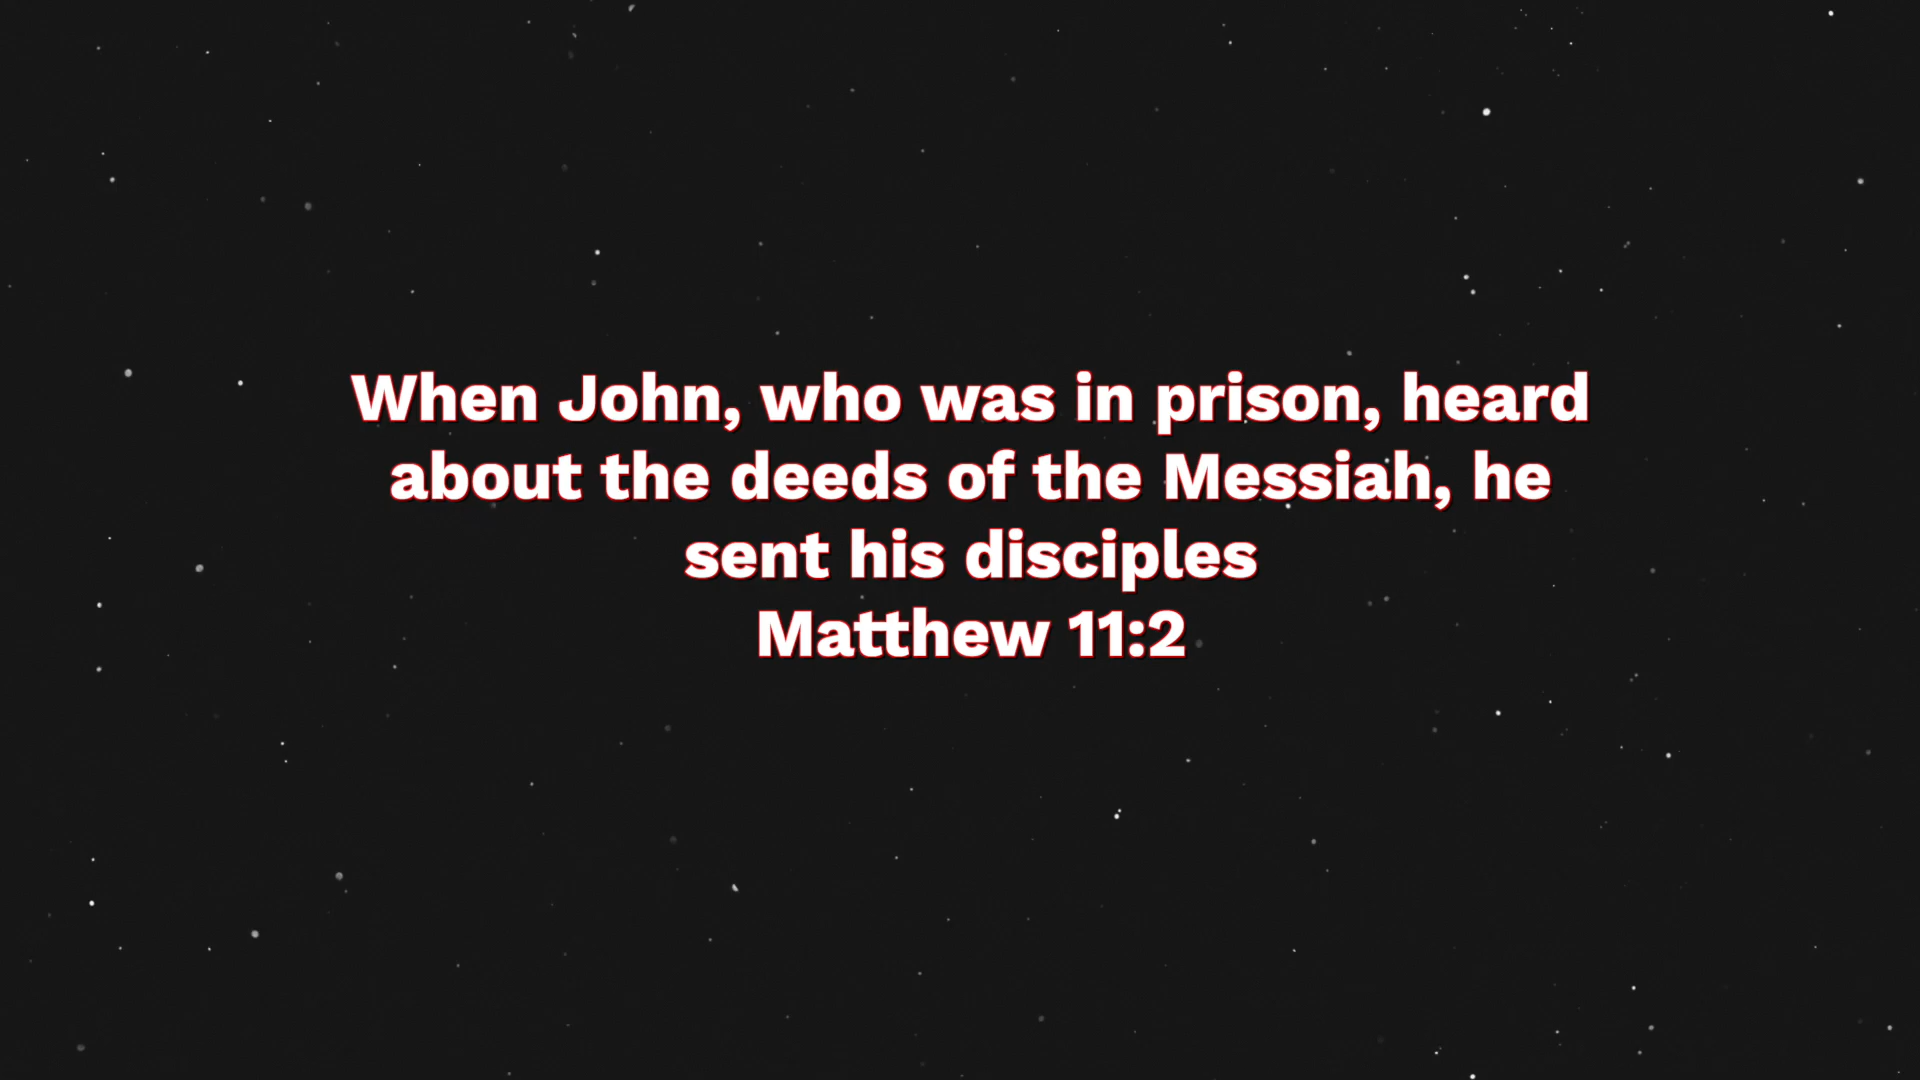 When John, who was in prison, heard
about the deeds of the Messiah, he
sent his disciples
Matthew 11:2